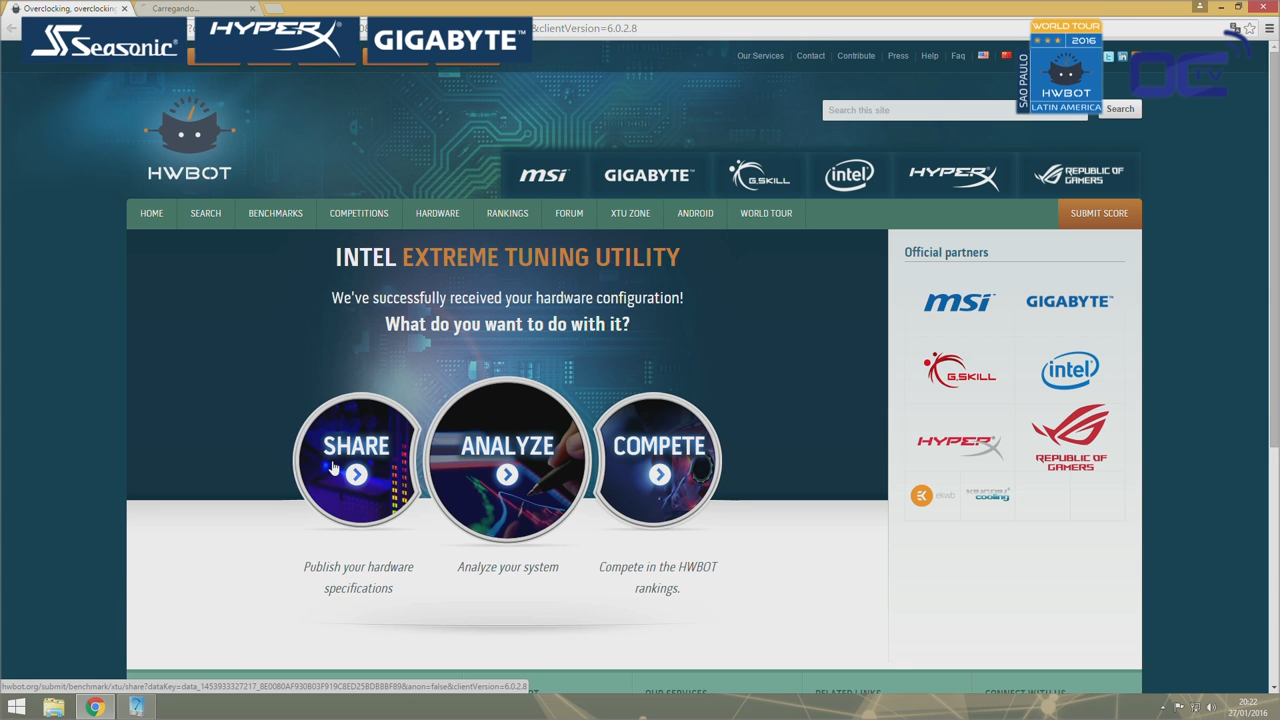 Overclocking, overclocking
Carregando...
&clientVersion=6.0.2.8
Seasonic
HYPERX
GIGABYTE™
WORLD TOUR
2016
SAO PAULO
HWBOT
LATIN AMERICA
Our Services
Contact
Contribute
Press
Help
Faq
Search this site
Search
HWBOT
msi
GIGABYTE™
G.SKILL
intel
HYPERX
REPUBLIC OF
GAMERS
HOME
SEARCH
BENCHMARKS
COMPETITIONS
HARDWARE
RANKINGS
FORUM
XTU ZONE
ANDROID
WORLD TOUR
SUBMIT SCORE
INTEL EXTREME TUNING UTILITY
We've successfully received your hardware configuration!
What do you want to do with it?
SHARE
ANALYZE
COMPETE
Publish your hardware
specifications
Analyze your system
Compete in the HWBOT
rankings.
Official partners
msi
GIGABYTE™
G.SKILL
intel
HYPERX
REPUBLIC OF
GAMERS
ekwb
cooling
OUR SERVICES
RELATED LINKS
CONNECT WITH US
hwbot.org/submit/benchmark/xtu/share?dataKey=data_1453933327217_8E0080AF930B03F919C8ED25BDBBBF89&anon=false&clientVersion=6.0.2.8
20:22
27/01/2016